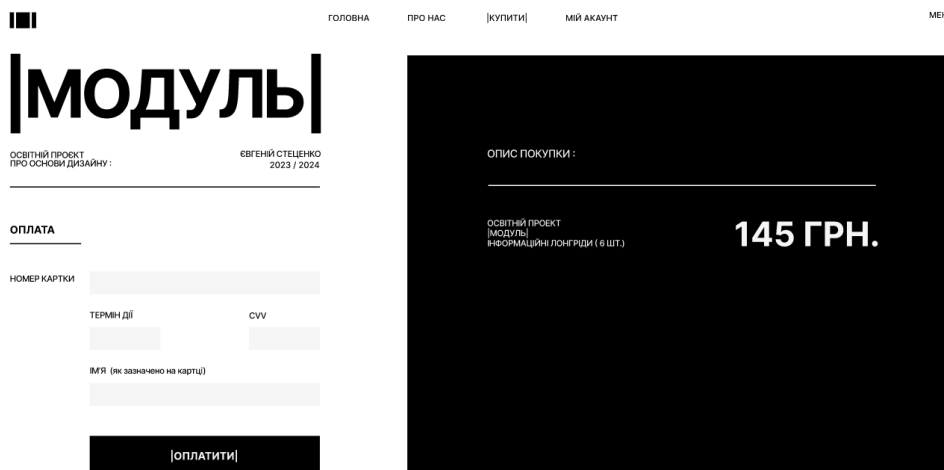 ГОЛОВНА
ПРО НАС
|КУПИТИ|
МІЙ АКАУНТ
|МОДУЛЬ|
ОСВІТНІЙ ПРОЄКТ
ПРО ОСНОВИ ДИЗАЙНУ :
ЄВГЕНІЙ СТЕЦЕНКО
2023 / 2024
ОПЛАТА
НОМЕР КАРТКИ
ТЕРМІН ДІЇ
CVV
ІМ'Я (як зазначено на картці)
|ОПЛАТИТИ|
ОПИС ПОКУПКИ :
ОСВІТНІЙ ПРОЕКТ
|МОДУЛЬ|
ІНФОРМАЦІЙНІ ЛОНГРІДИ ( 6 ШТ.)
145 ГРН.